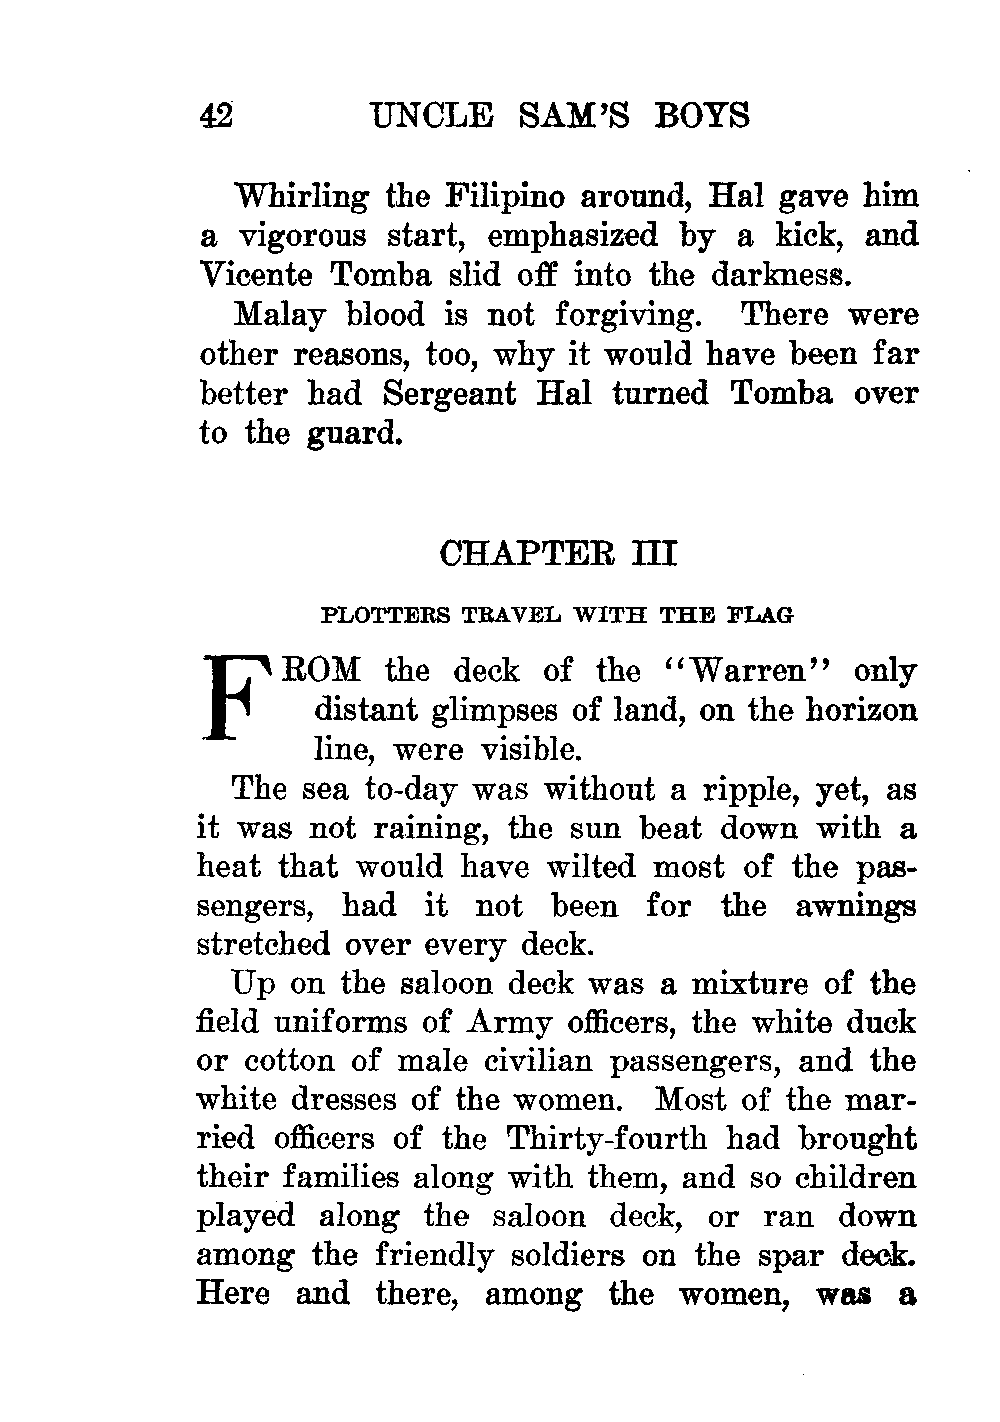 42 UNCLE SAM'S BOYS
Whirling the Filipino around, Hal gave him
a vigorous start, emphasized by a kick, and
Vicente Tomba slid off into the darkness.
Malay blood is not forgiving. There were
other reasons, too, why it would have been far
better had Sergeant Hal turned Tomba over
to the guard.
CHAPTER III
PLOTTERS TRAVEL WITH THE FLAG
FROM the deck of the "Warren" only
distant glimpses of land, on the horizon
line, were visible.
The sea to-day was without a ripple, yet, as
it was not raining, the sun beat down with a
heat that would have wilted most of the pas-
sengers, had it not been for the awnings
stretched over every deck.
Up on the saloon deck was a mixture of the
field uniforms of Army officers, the white duck
or cotton of male civilian passengers, and the
white dresses of the women. Most of the mar-
ried officers of the Thirty-fourth had brought
their families along with them, and so children
played along the saloon deck, or ran down
among the friendly soldiers on the spar deck.
Here and there, among the women, was a